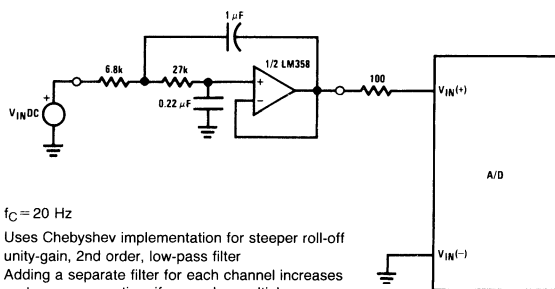 1 µF
6.8k
27k
1/2 LM358
100
+
+
−
0.22 µF
VINDC
VIN(+)
A/D
fC = 20 Hz
Uses Chebyshev implementation for steeper roll-off
unity-gain, 2nd order, low-pass filter
Adding a separate filter for each channel increases
VIN(−)